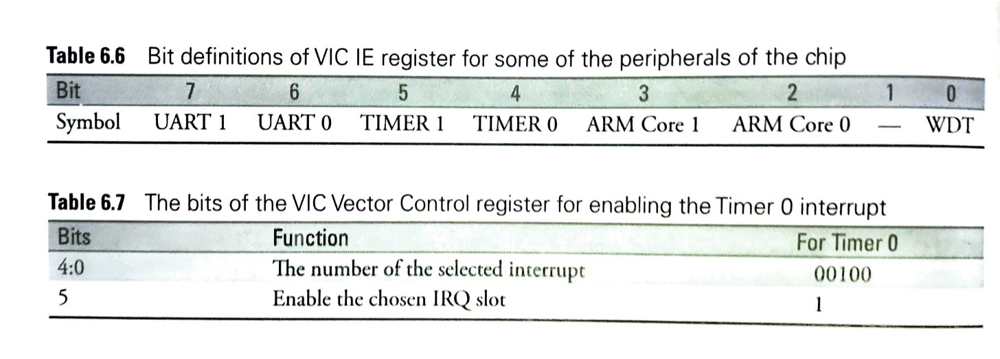 Table 6.6 Bit definitions of VIC IE register for some of the peripherals of the chip
Bit 7 6 5 4 3 2 1 0
Symbol UART 1 UART 0 TIMER 1 TIMER 0 ARM Core 1 ARM Core 0 — WDT
Table 6.7 The bits of the VIC Vector Control register for enabling the Timer 0 interrupt
Bits Function For Timer 0
4:0 The number of the selected interrupt 00100
5 Enable the chosen IRQ slot 1